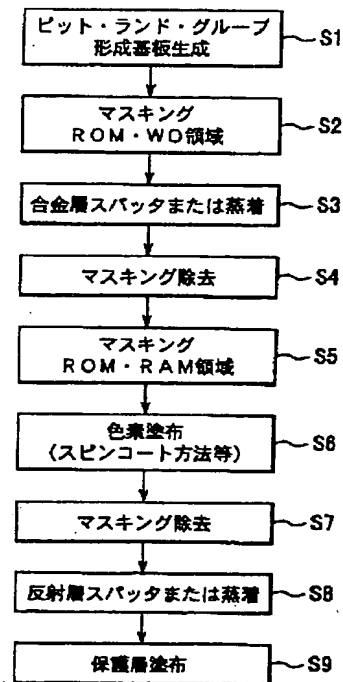 ピット・ランド・グループ
形成基板生成
S1
マスキング
ROM・WO領域
S2
合金層スパッタまたは蒸着
S3
マスキング除去
S4
マスキング
ROM・RAM領域
S5
色素塗布
(スピンコート方法等)
S6
マスキング除去
S7
反射層スパッタまたは蒸着
S8
保護層塗布
S9